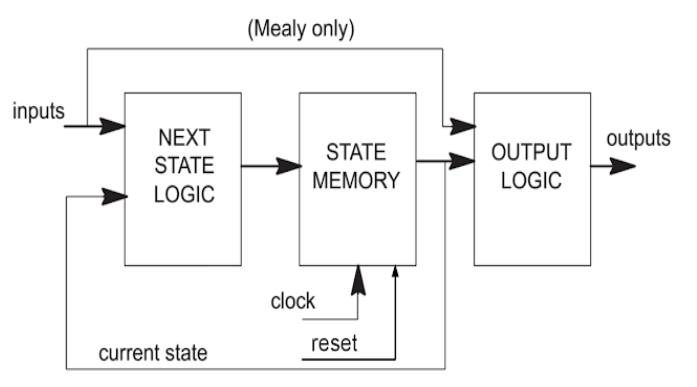 (Mealy only)
inputs
NEXT
STATE
LOGIC
STATE
MEMORY
OUTPUT
LOGIC
outputs
clock
reset
current state